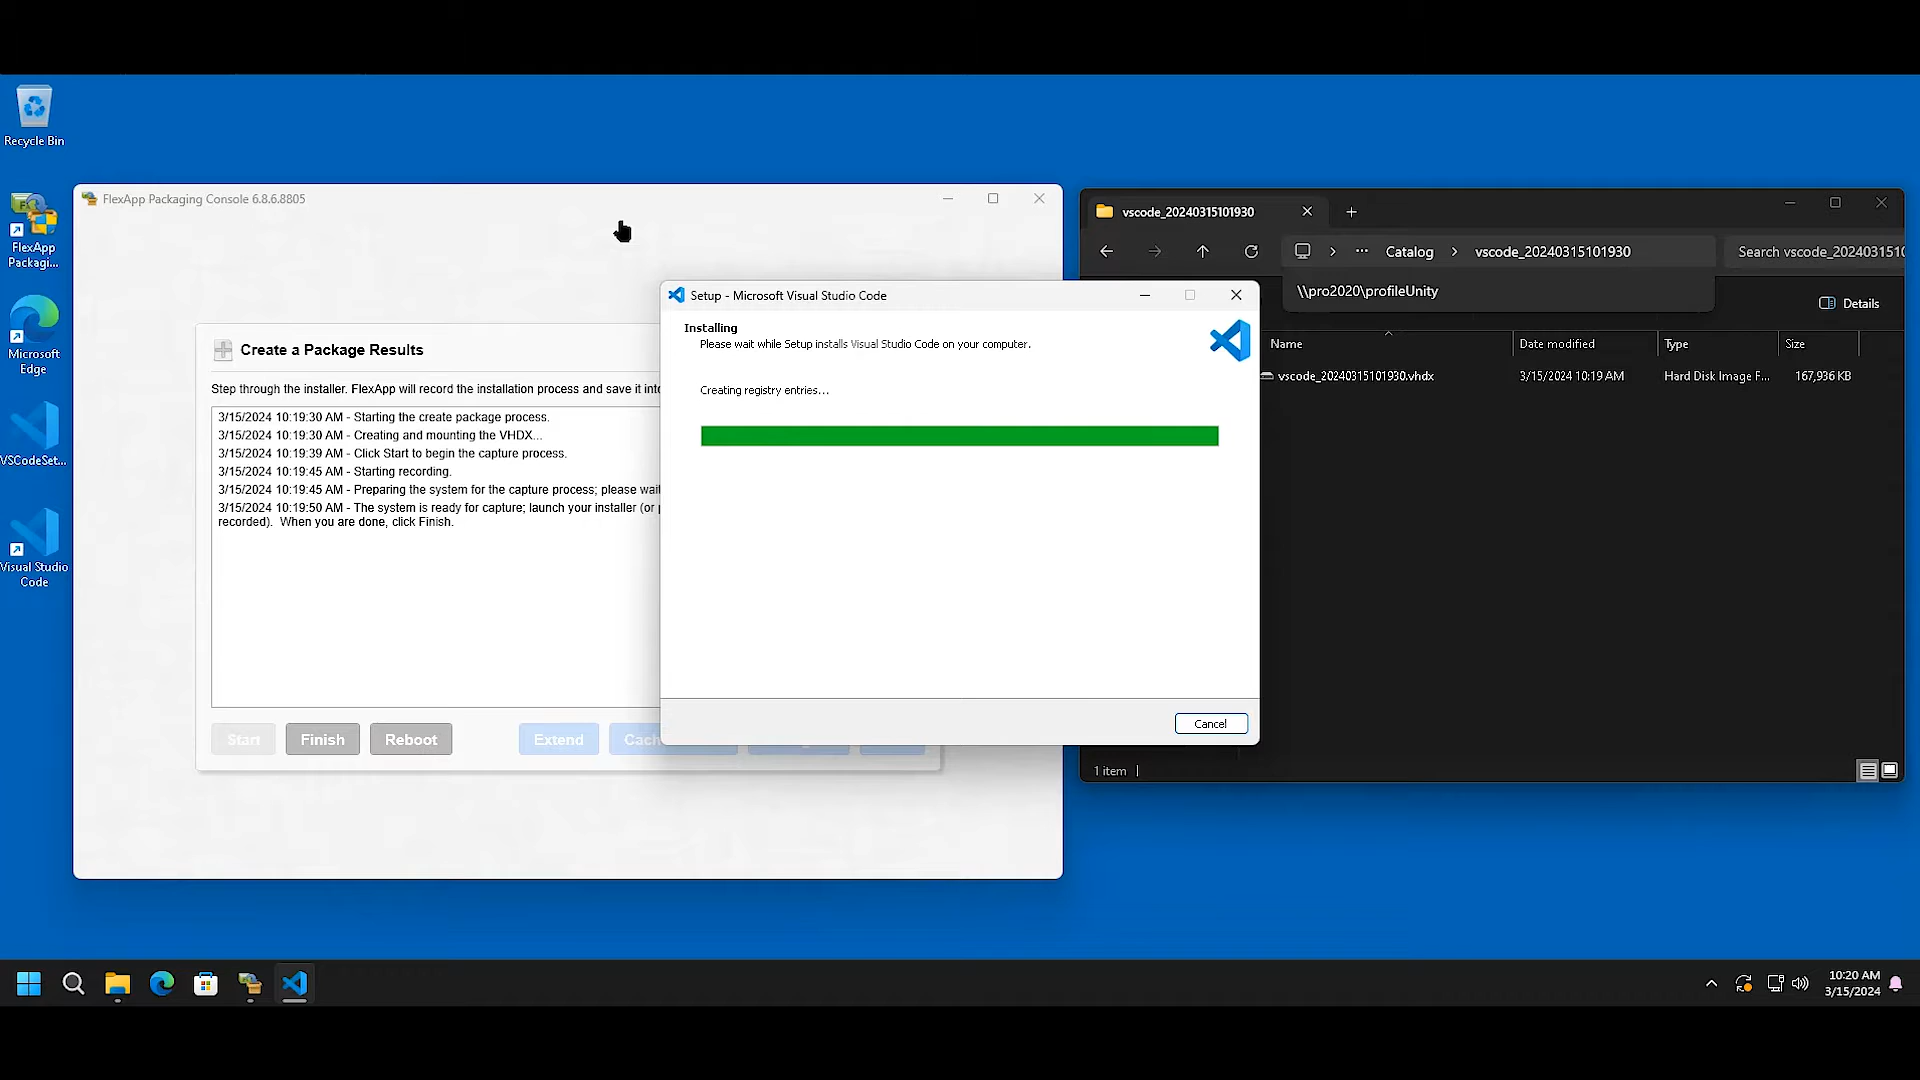 Recycle Bin
FlexApp
Packagi...
Microsoft
Edge
VSCodeSet...
Visual Studio
Code
FlexApp Packaging Console 6.8.6.8805
Create a Package Results
Step through the installer. FlexApp will record the installation process and save it into
3/15/2024 10:19:30 AM - Starting the create package process.
3/15/2024 10:19:30 AM - Creating and mounting the VHDX...
3/15/2024 10:19:39 AM - Click Start to begin the capture process.
3/15/2024 10:19:45 AM - Starting recording.
3/15/2024 10:19:45 AM - Preparing the system for the capture process; please wait
3/15/2024 10:19:50 AM - The system is ready for capture; launch your installer (or
recorded). When you are done, click Finish.
Start
Finish
Reboot
Extend
Setup - Microsoft Visual Studio Code
Installing
Please wait while Setup installs Visual Studio Code on your computer.
Creating registry entries...
Cancel
vscode_20240315101930
Catalog
vscode_20240315101930
Search vscode_2024031510
\\pro2020\profileUnity
Details
Name
Date modified
Type
Size
vscode_20240315101930.vhdx
3/15/2024 10:19 AM
Hard Disk Image F...
167,936 KB
1 item
10:20 AM
3/15/2024